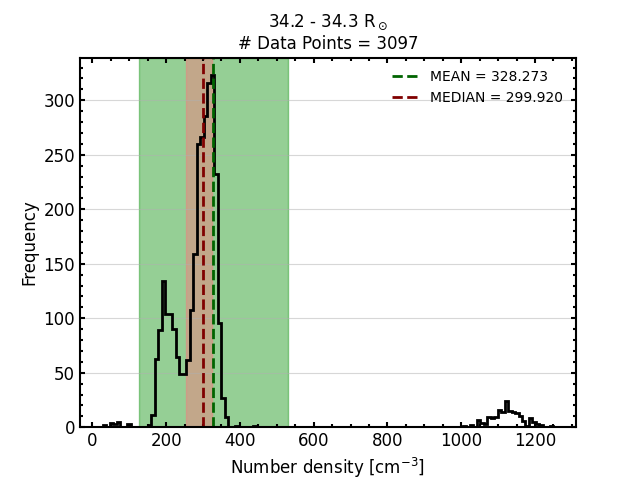 34.2 - 34.3 R⊙
# Data Points = 3097
MEAN = 328.273
MEDIAN = 299.920
300
250
200
150
100
50
0
Frequency
0 200 400 600 800 1000 1200
Number density [cm⁻³]